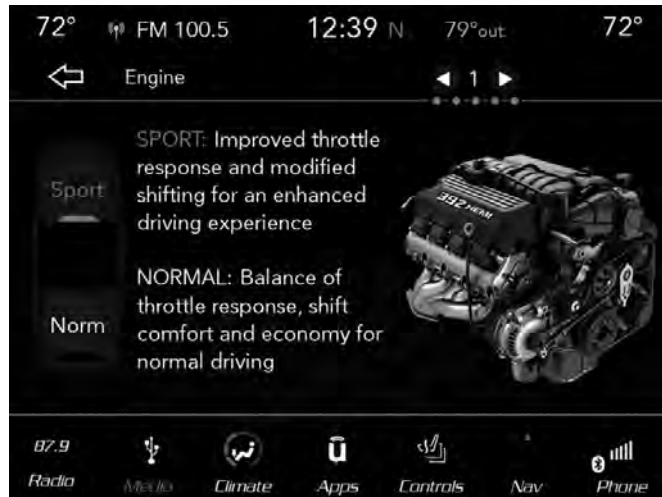 72° FM 100.5 12:39 N 79°out 72°
Engine 1
SPORT: Improved throttle
response and modified
shifting for an enhanced
driving experience
Sport
NORMAL: Balance of
throttle response, shift
comfort and economy for
normal driving
Norm
392 HEMI
87.9
Radio Media Climate Apps Controls Nav Phone